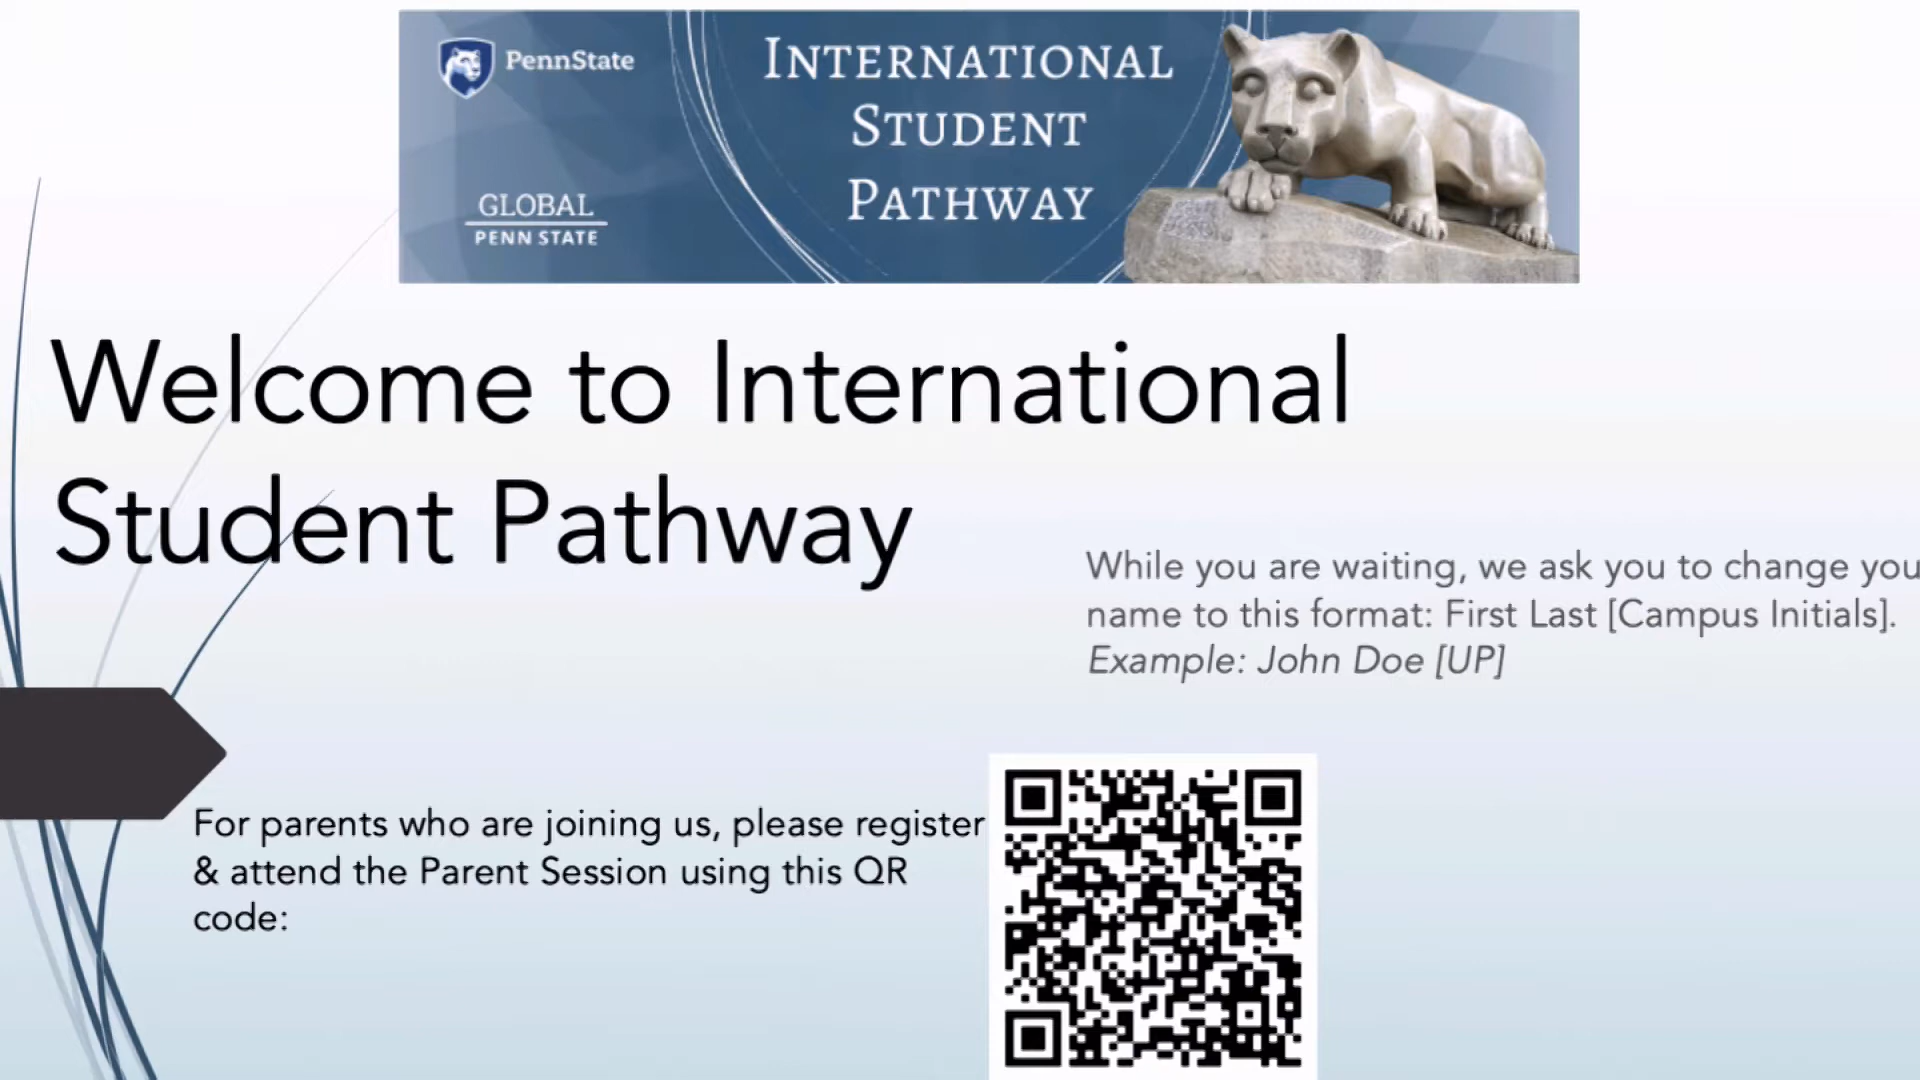 PennState
INTERNATIONAL
STUDENT
PATHWAY
GLOBAL
PENN STATE
Welcome to International
Student Pathway
While you are waiting, we ask you to change you
name to this format: First Last [Campus Initials].
Example: John Doe [UP]
For parents who are joining us, please register
& attend the Parent Session using this QR
code: